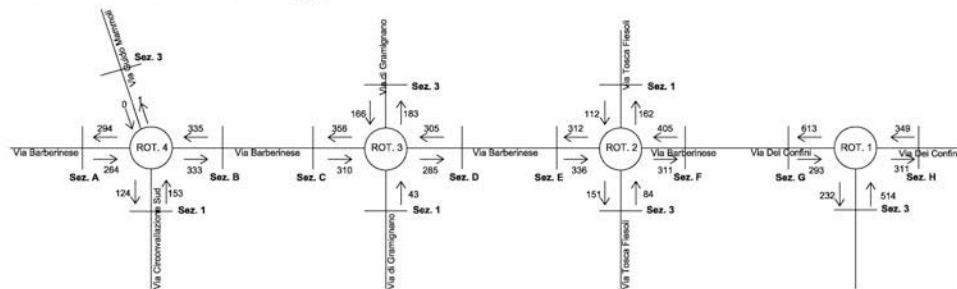 Via Guido Mammoli
Sez. 3
0
1
294
335
Via Barberinese
ROT. 4
264
333
Sez. A
Sez. B
124
153
Sez. 1
Via Circonvallazione Sud
Via Barberinese
Via di Gramignano
Sez. 3
166
183
356
305
ROT. 3
310
285
Sez. C
Sez. D
43
Sez. 1
Via di Gramignano
Via Barberinese
Via Tosca Fiesoli
Sez. 1
112
162
312
405
ROT. 2
Via Barberinese
336
311
Sez. E
Sez. F
151
84
Sez. 3
Via Tosca Fiesoli
613
349
Via Dei Confini
ROT. 1
Via Dei Confini
293
311
Sez. G
Sez. H
232
514
Sez. 3